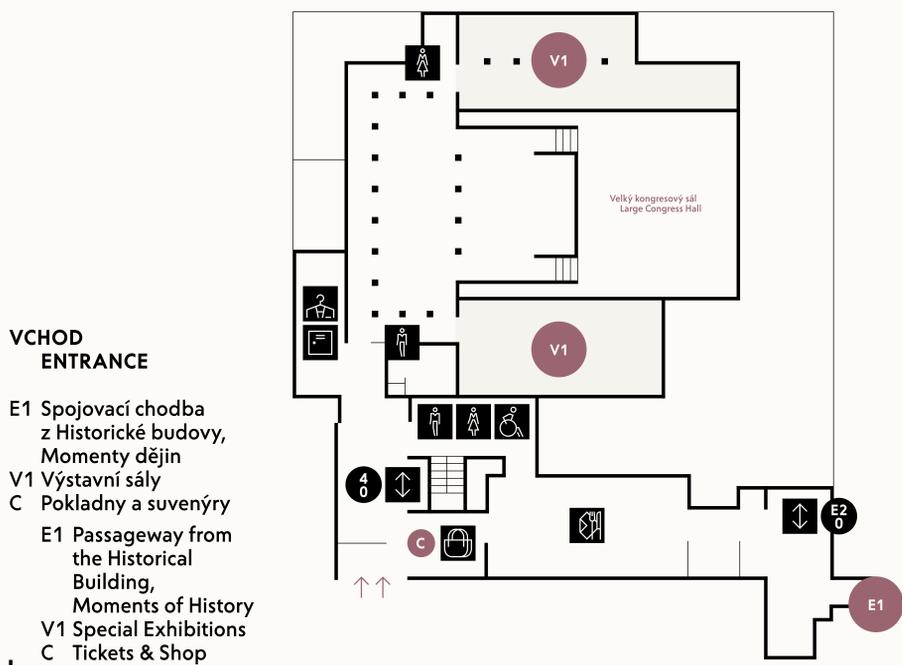 V1
Velký kongresový sál
Large Congress Hall
VCHOD
ENTRANCE
V1
E1 Spojovací chodba
z Historické budovy,
Momenty dějin
V1 Výstavní sály
C Pokladny a suvenýry
E1 Passageway from
the Historical
Building,
Moments of History
V1 Special Exhibitions
C Tickets & Shop
4
0
C
E2
0
E1